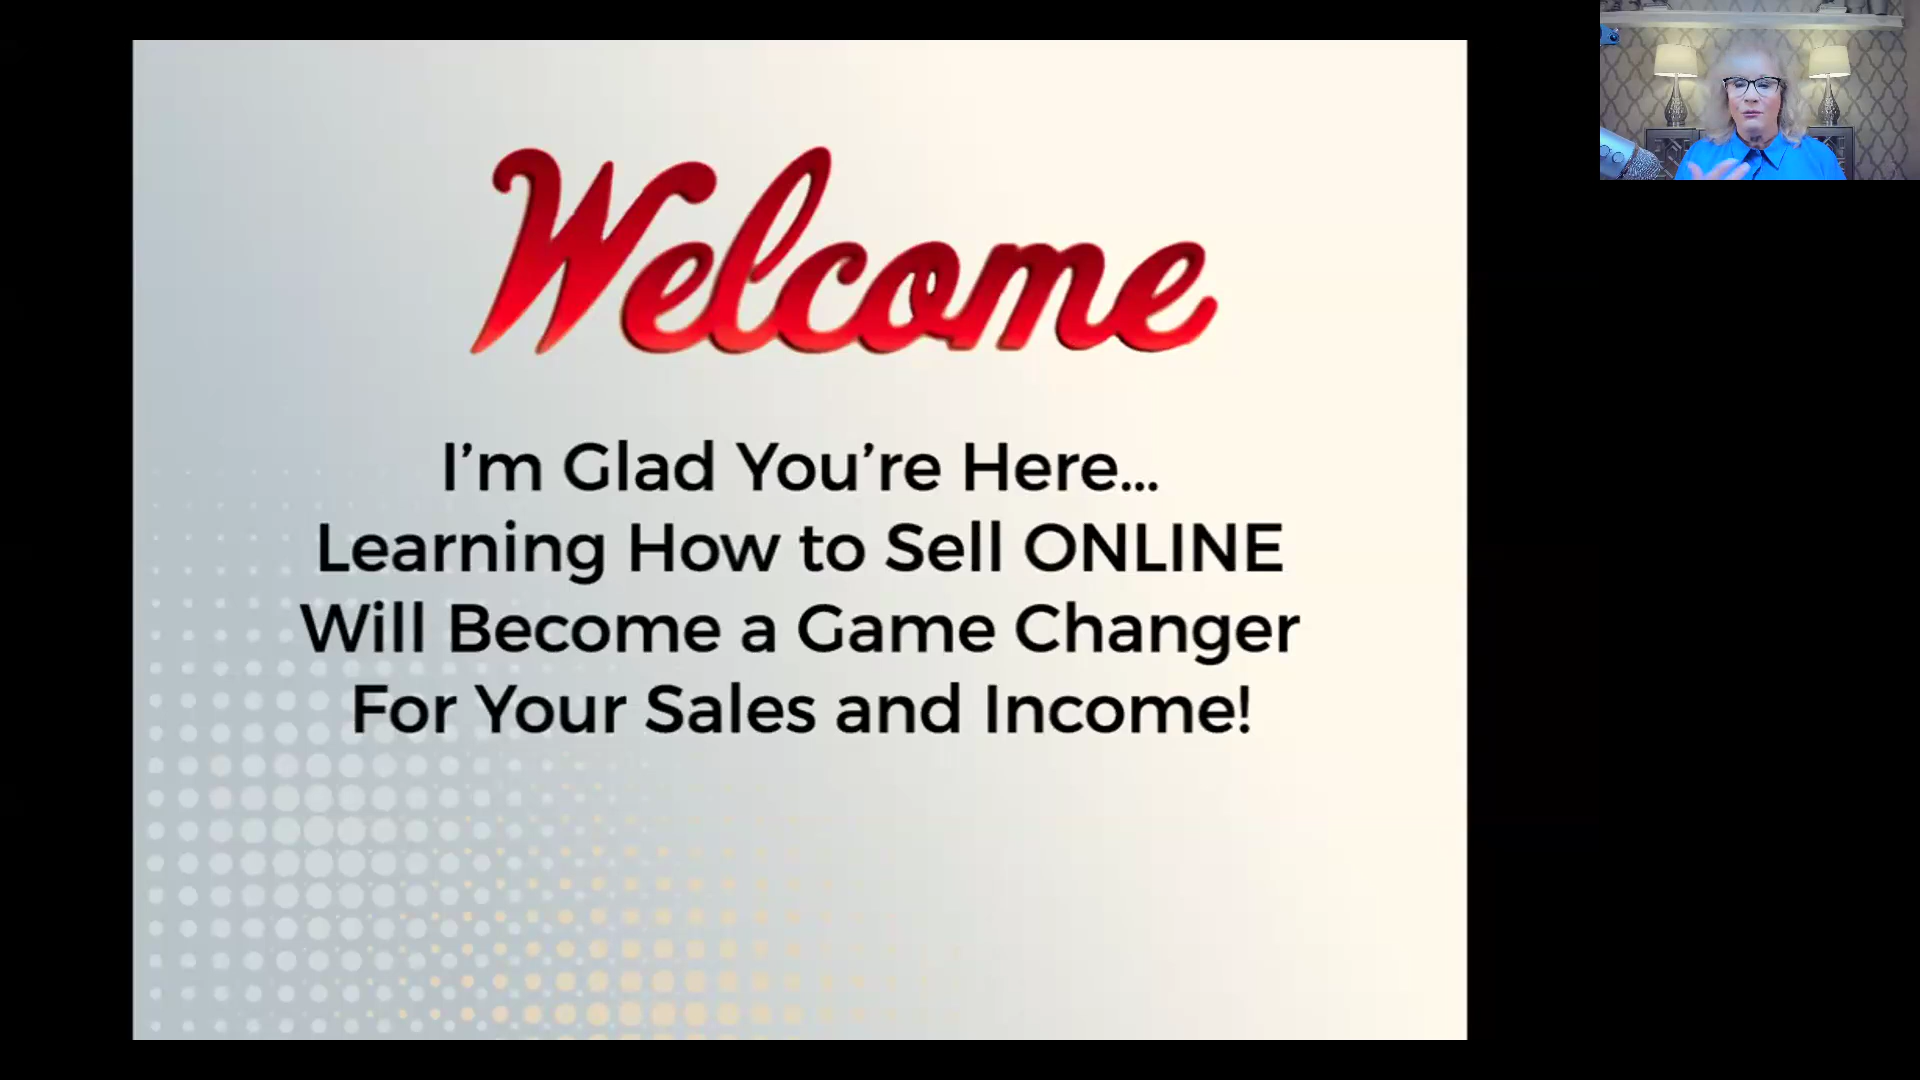 Welcome
I’m Glad You’re Here...
Learning How to Sell ONLINE
Will Become a Game Changer
For Your Sales and Income!